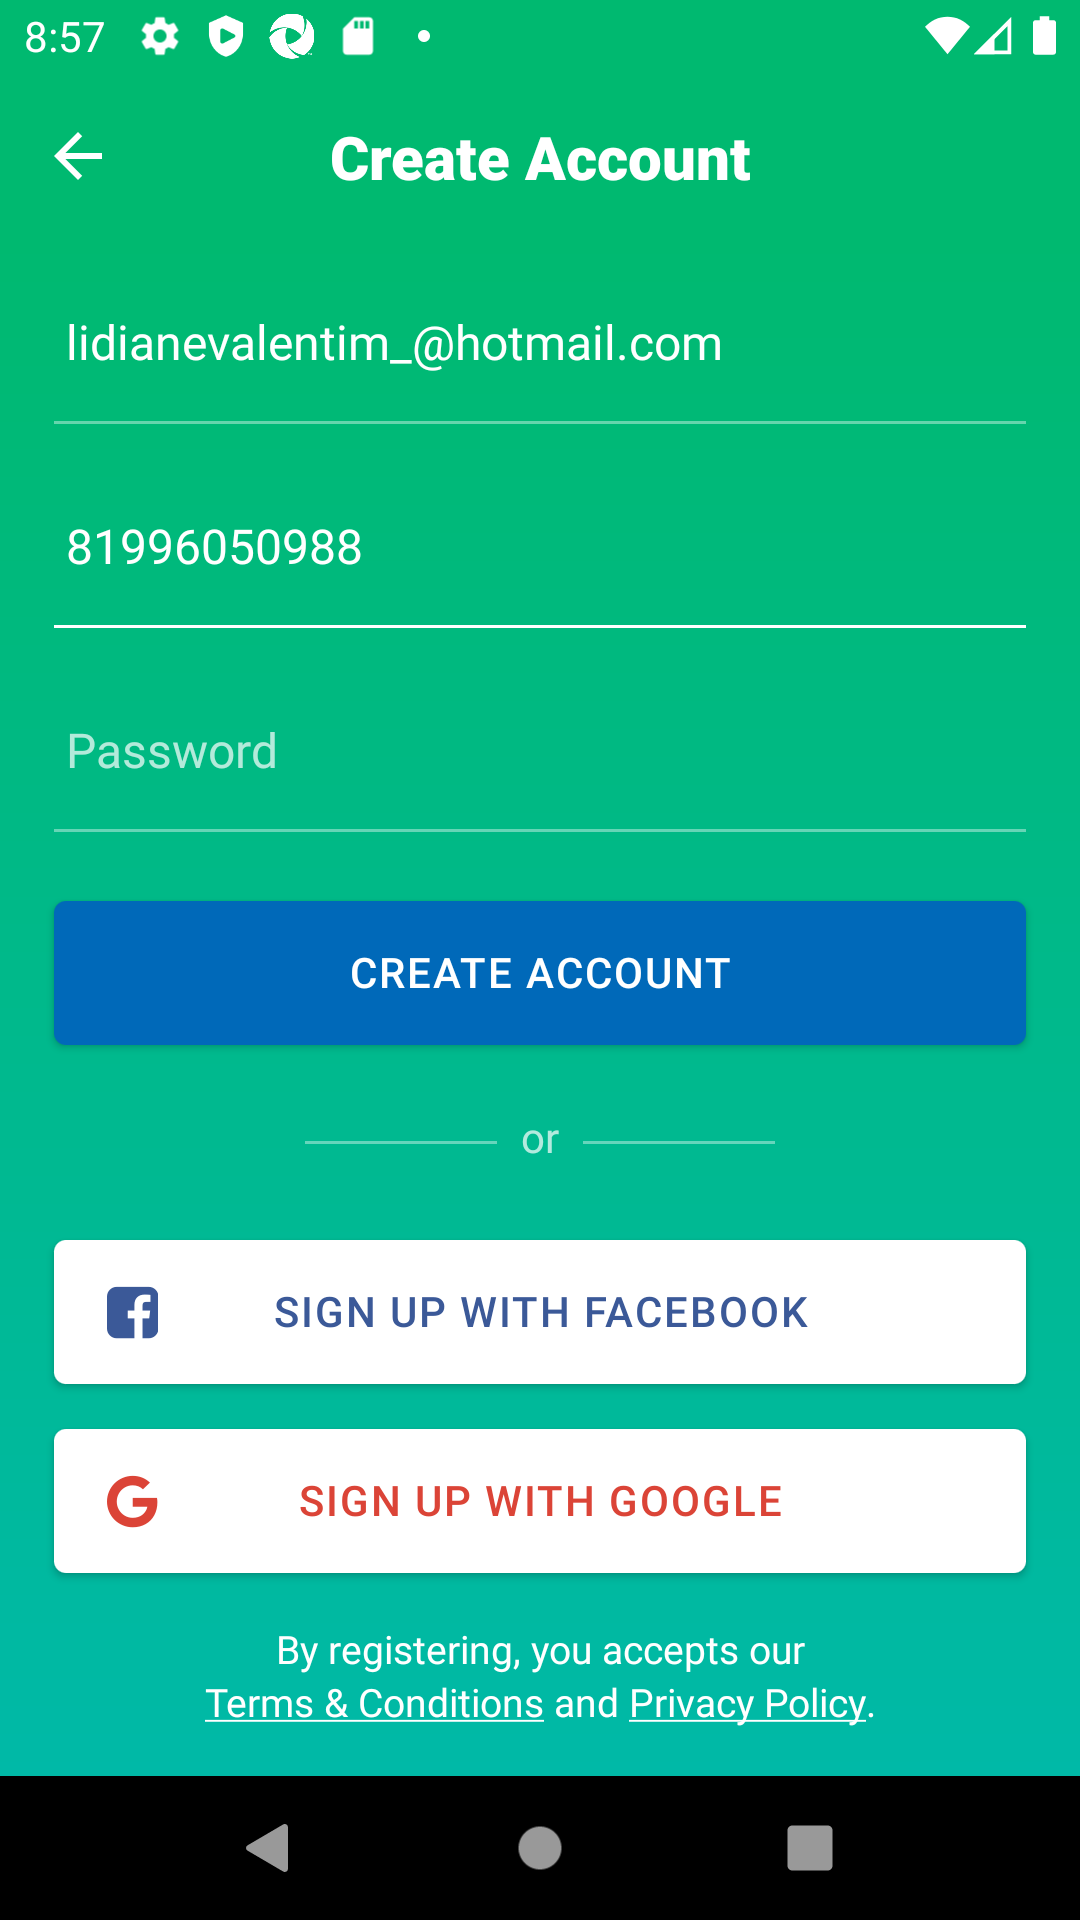 8:57
Create Account
lidianevalentim_@hotmail.com
81996050988
Password
CREATE ACCOUNT
or
SIGN UP WITH FACEBOOK
SIGN UP WITH GOOGLE
By registering, you accepts our
Terms & Conditions and Privacy Policy.